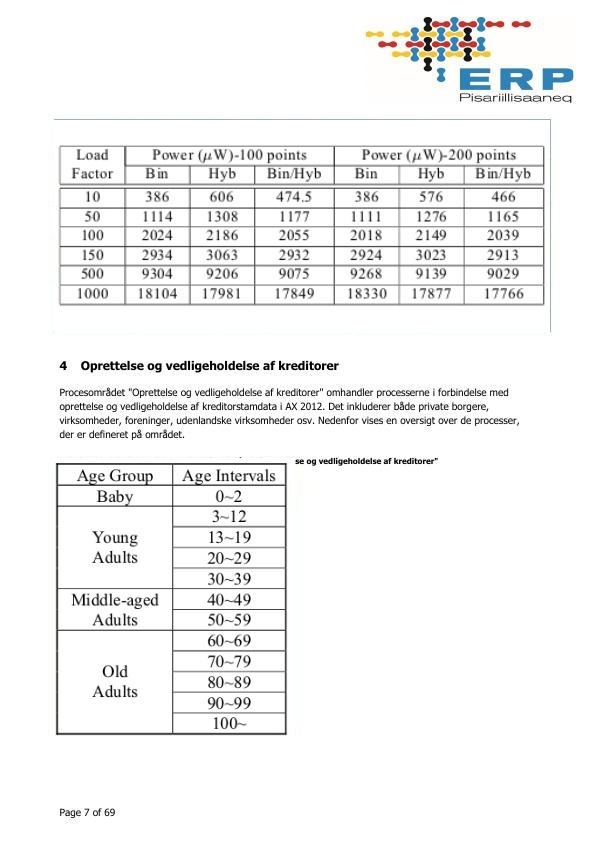 ERP
Pisariillisaaneq
Load Factor Power (μW)-100 points Power (μW)-200 points
Bin Hyb Bin/Hyb Bin Hyb Bin/Hyb
10 386 606 474.5 386 576 466
50 1114 1308 1177 1111 1276 1165
100 2024 2186 2055 2018 2149 2039
150 2934 3063 2932 2924 3023 2913
500 9304 9206 9075 9268 9139 9029
1000 18104 17981 17849 18330 17877 17766
4 Oprettelse og vedligeholdelse af kreditorer
Procesområdet "Oprettelse og vedligeholdelse af kreditorer" omhandler processerne i forbindelse med
oprettelse og vedligeholdelse af kreditorstamdata i AX 2012. Det inkluderer både private borgere,
virksomheder, foreninger, udenlandske virksomheder osv. Nedenfor vises en oversigt over de processer,
der er defineret på området.
se og vedligeholdelse af kreditorer"
Age Group Age Intervals
Baby 0~2
Young Adults 3~12
13~19
20~29
30~39
Middle-aged Adults 40~49
50~59
Old Adults 60~69
70~79
80~89
90~99
100~
Page 7 of 69